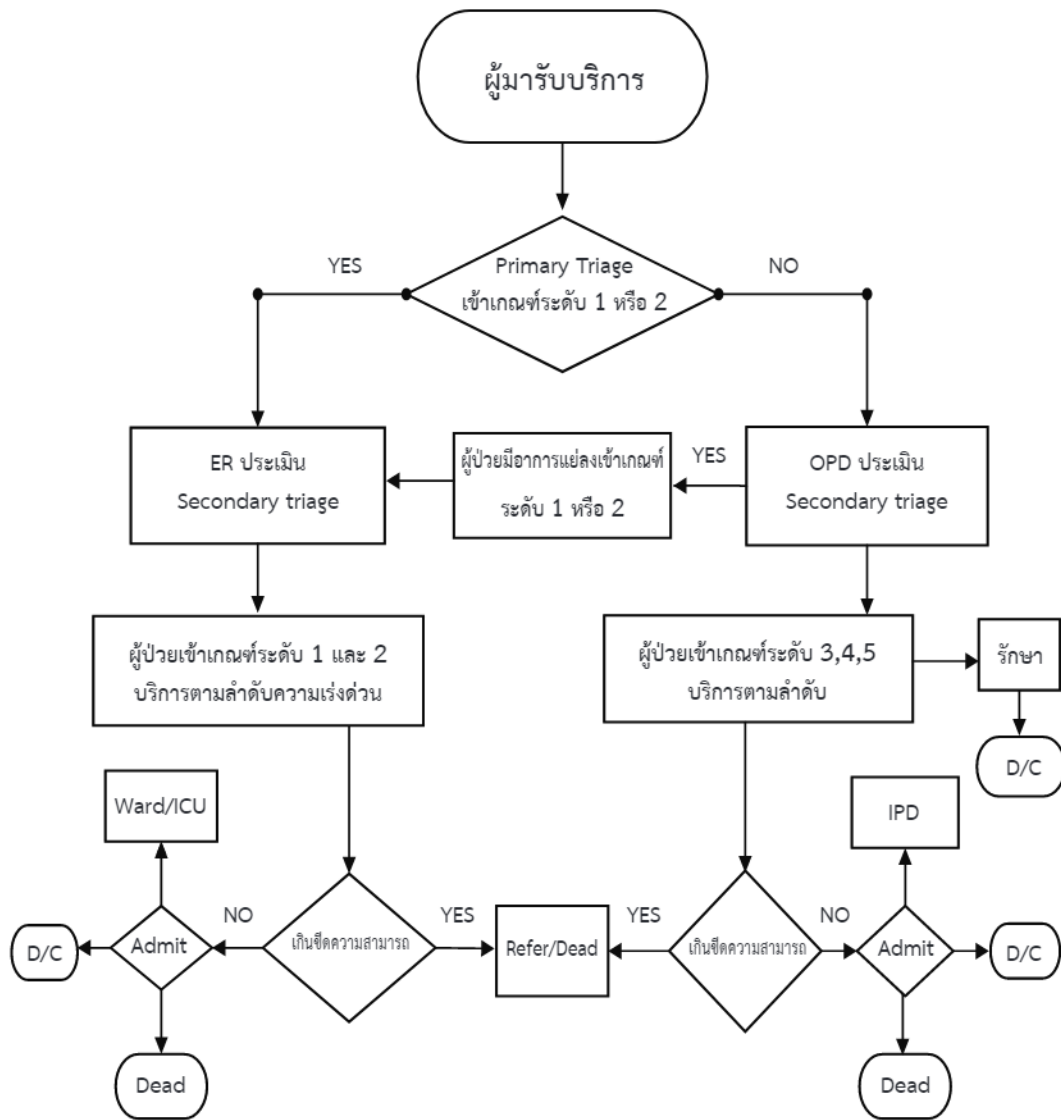 ผู้มารับบริการ
YES
Primary Triage
เข้าเกณฑ์ระดับ 1 หรือ 2
NO
ER ประเมิน
Secondary triage
ผู้ป่วยมีอาการแย่ลงเข้าเกณฑ์
ระดับ 1 หรือ 2
YES
OPD ประเมิน
Secondary triage
ผู้ป่วยเข้าเกณฑ์ระดับ 1 และ 2
บริการตามลำดับความเร่งด่วน
ผู้ป่วยเข้าเกณฑ์ระดับ 3,4,5
บริการตามลำดับ
รักษา
D/C
Ward/ICU
IPD
D/C
Admit
NO
เกินขีดความสามารถ
YES
Refer/Dead
YES
เกินขีดความสามารถ
NO
Admit
D/C
Dead
Dead